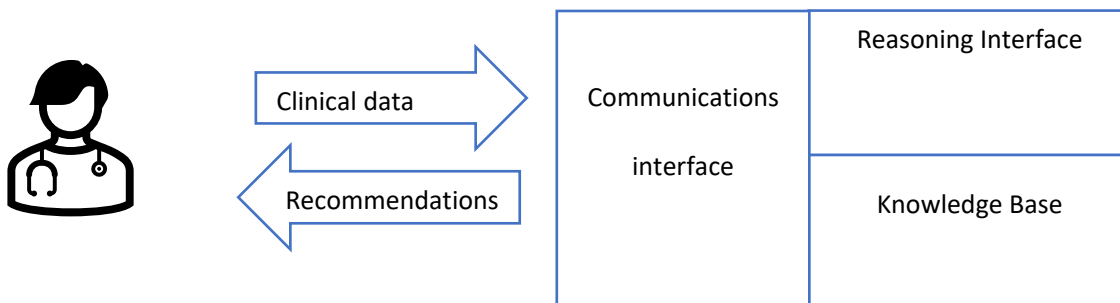 Clinical data
Recommendations
Communications
interface
Reasoning Interface
Knowledge Base